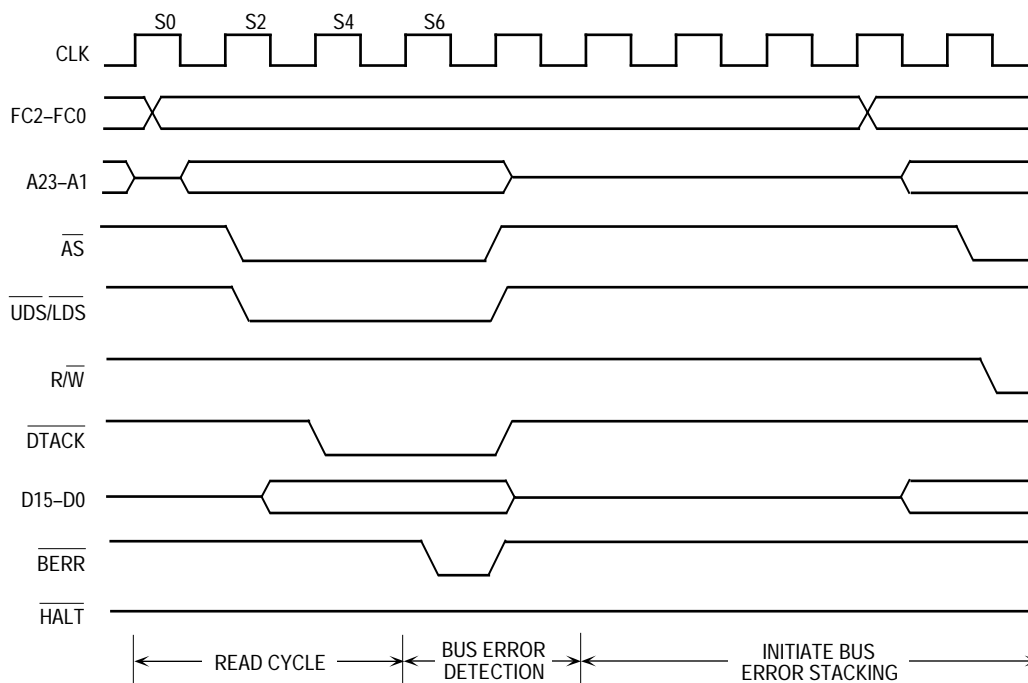 S0 S2 S4 S6
CLK
FC2–FC0
A23–A1
AS
UDS/LDS
R/W
DTACK
D15–D0
BERR
HALT
READ CYCLE
BUS ERROR
DETECTION
INITIATE BUS
ERROR STACKING